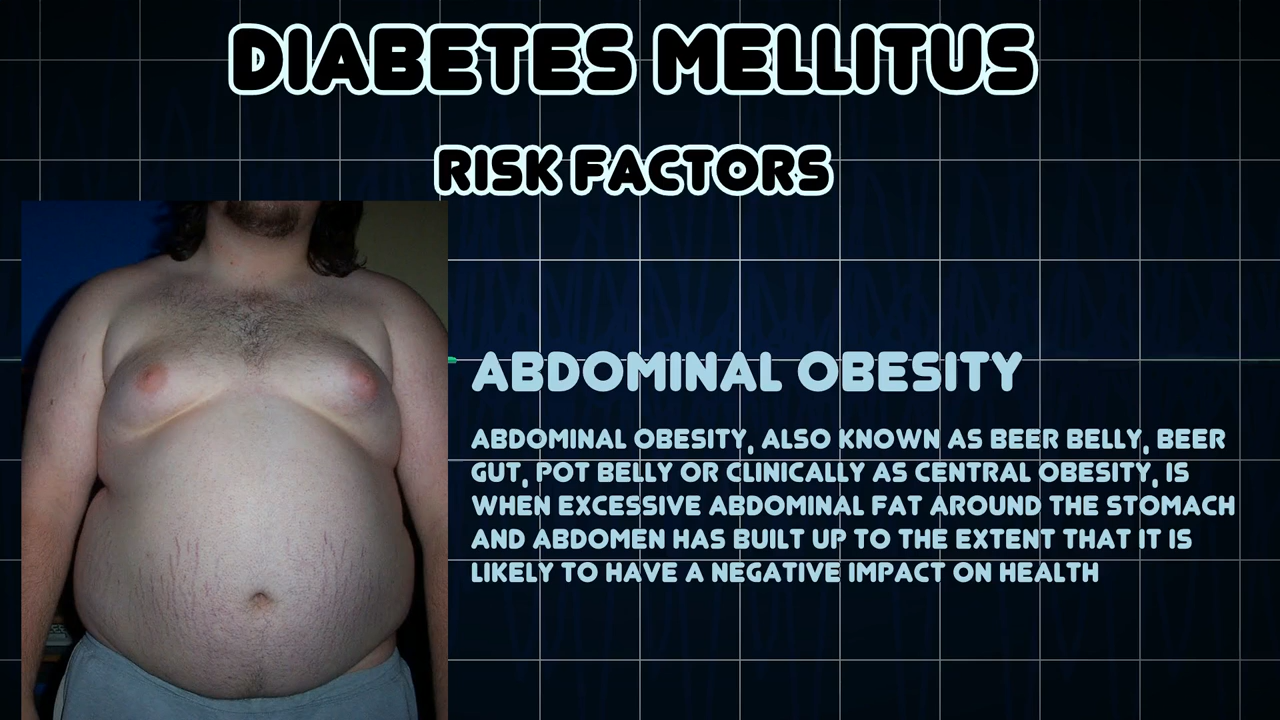 DIABETES MELLITUS
RISK FACTORS
ABDOMINAL OBESITY
ABDOMINAL OBESITY, ALSO KNOWN AS BEER BELLY, BEER
GUT, POT BELLY OR CLINICALLY AS CENTRAL OBESITY, IS
WHEN EXCESSIVE ABDOMINAL FAT AROUND THE STOMACH
AND ABDOMEN HAS BUILT UP TO THE EXTENT THAT IT IS
LIKELY TO HAVE A NEGATIVE IMPACT ON HEALTH